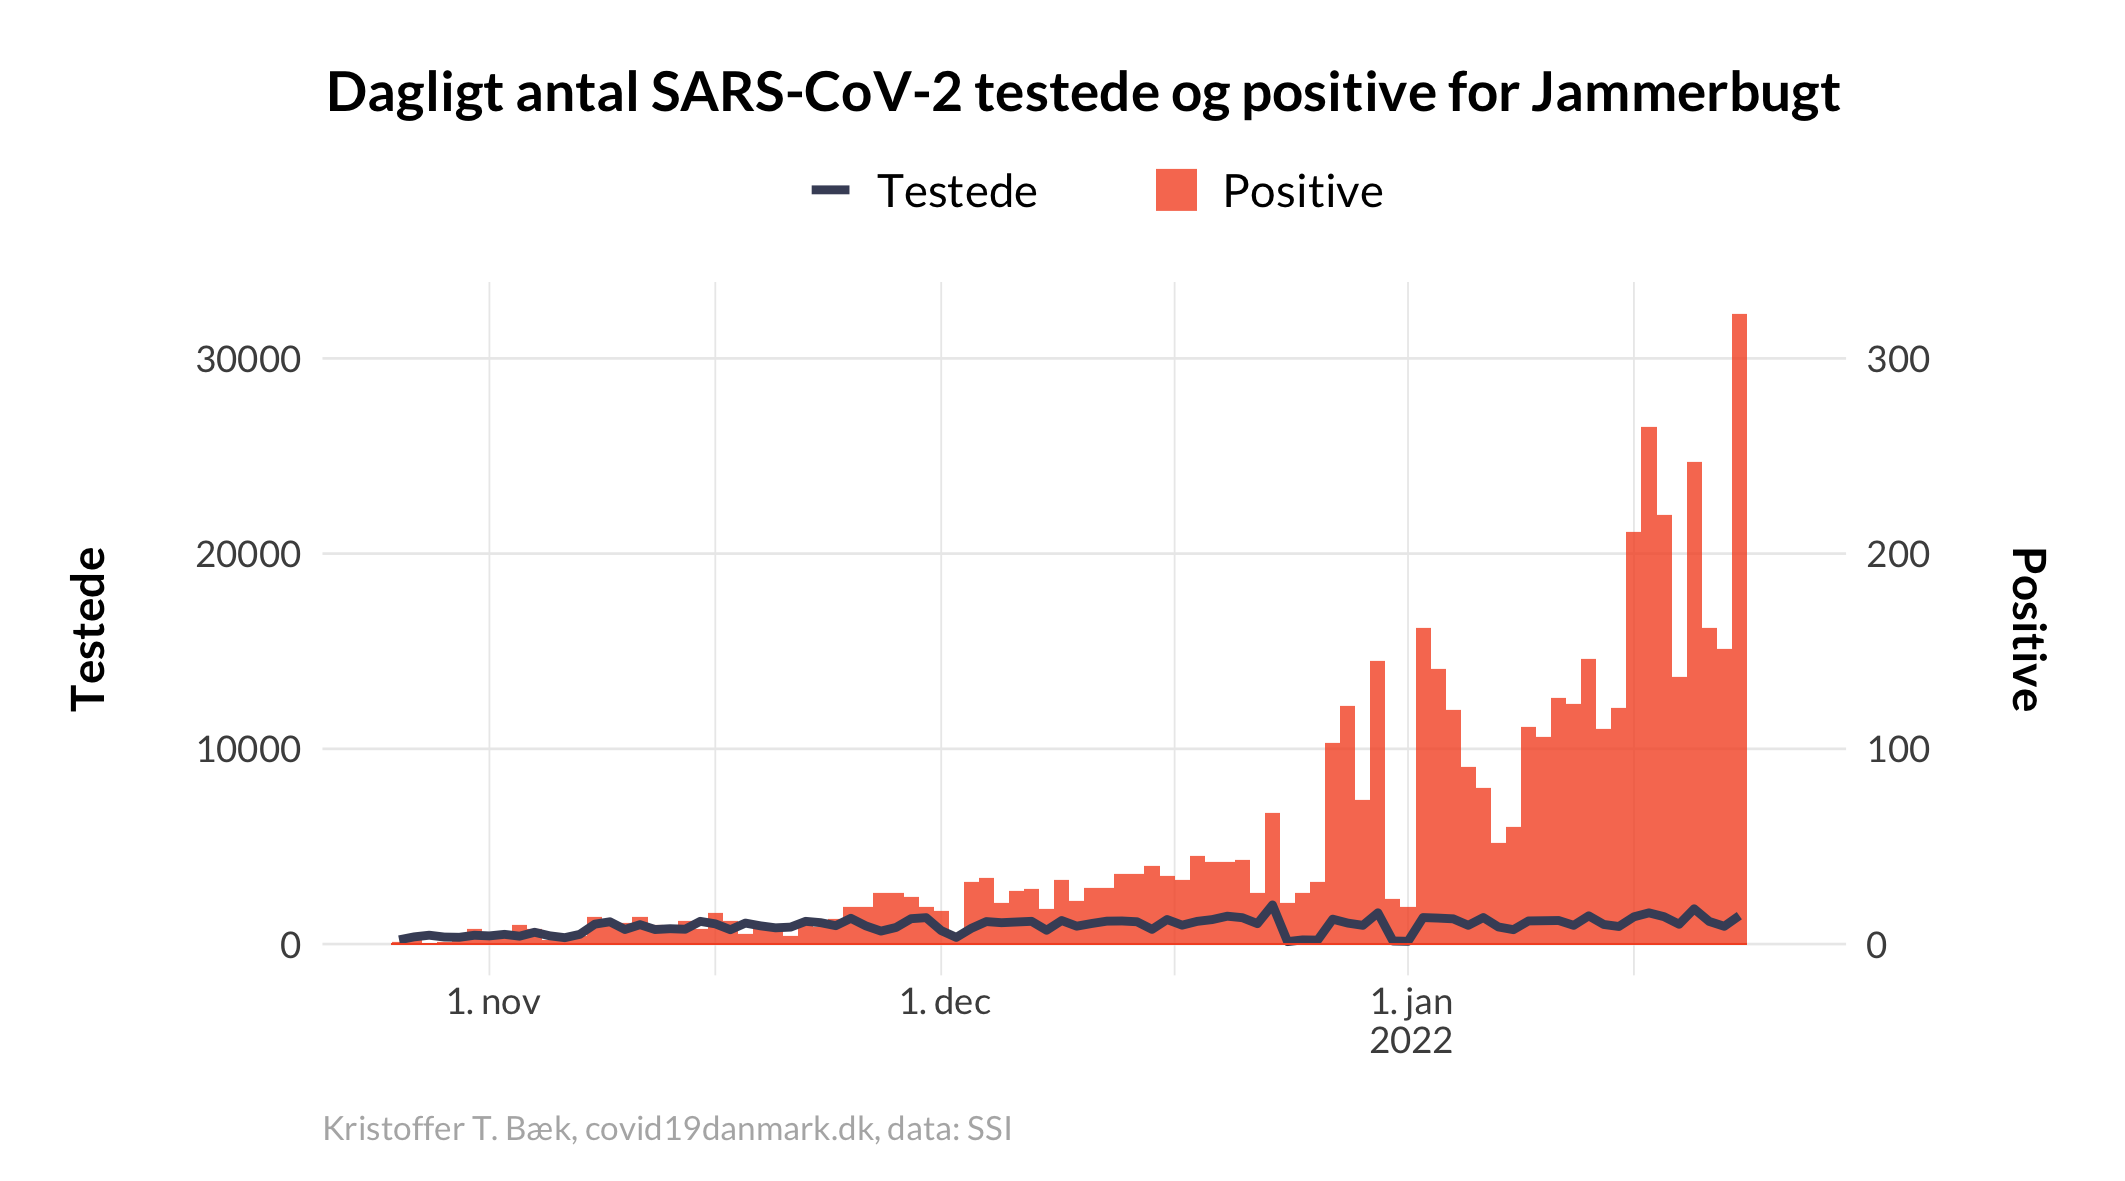 Dagligt antal SARS-CoV-2 testede og positive for Jammerbugt
Testede
Positive
30000
20000
10000
0
Testede
300
200
100
0
Positive
1. nov
1. dec
1. jan
2022
Kristoffer T. Bæk, covid19danmark.dk, data: SSI